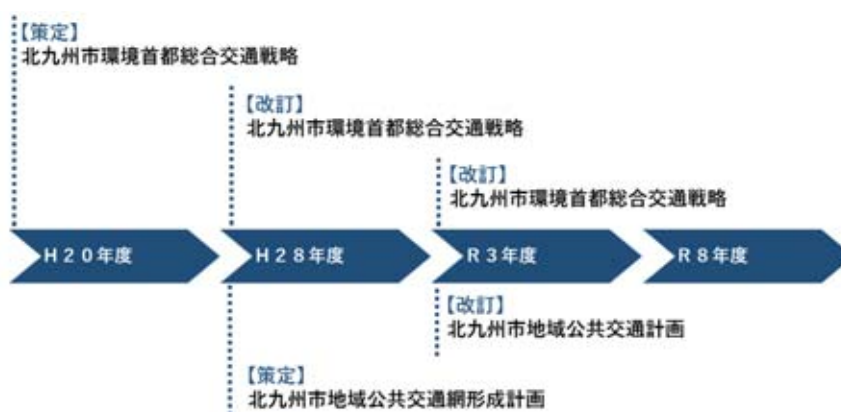 【策定】
北九州市環境首都総合交通戦略
【改訂】
北九州市環境首都総合交通戦略
【改訂】
北九州市環境首都総合交通戦略
H20年度
H28年度
R3年度
R8年度
【改訂】
北九州市地域公共交通計画
【策定】
北九州市地域公共交通網形成計画